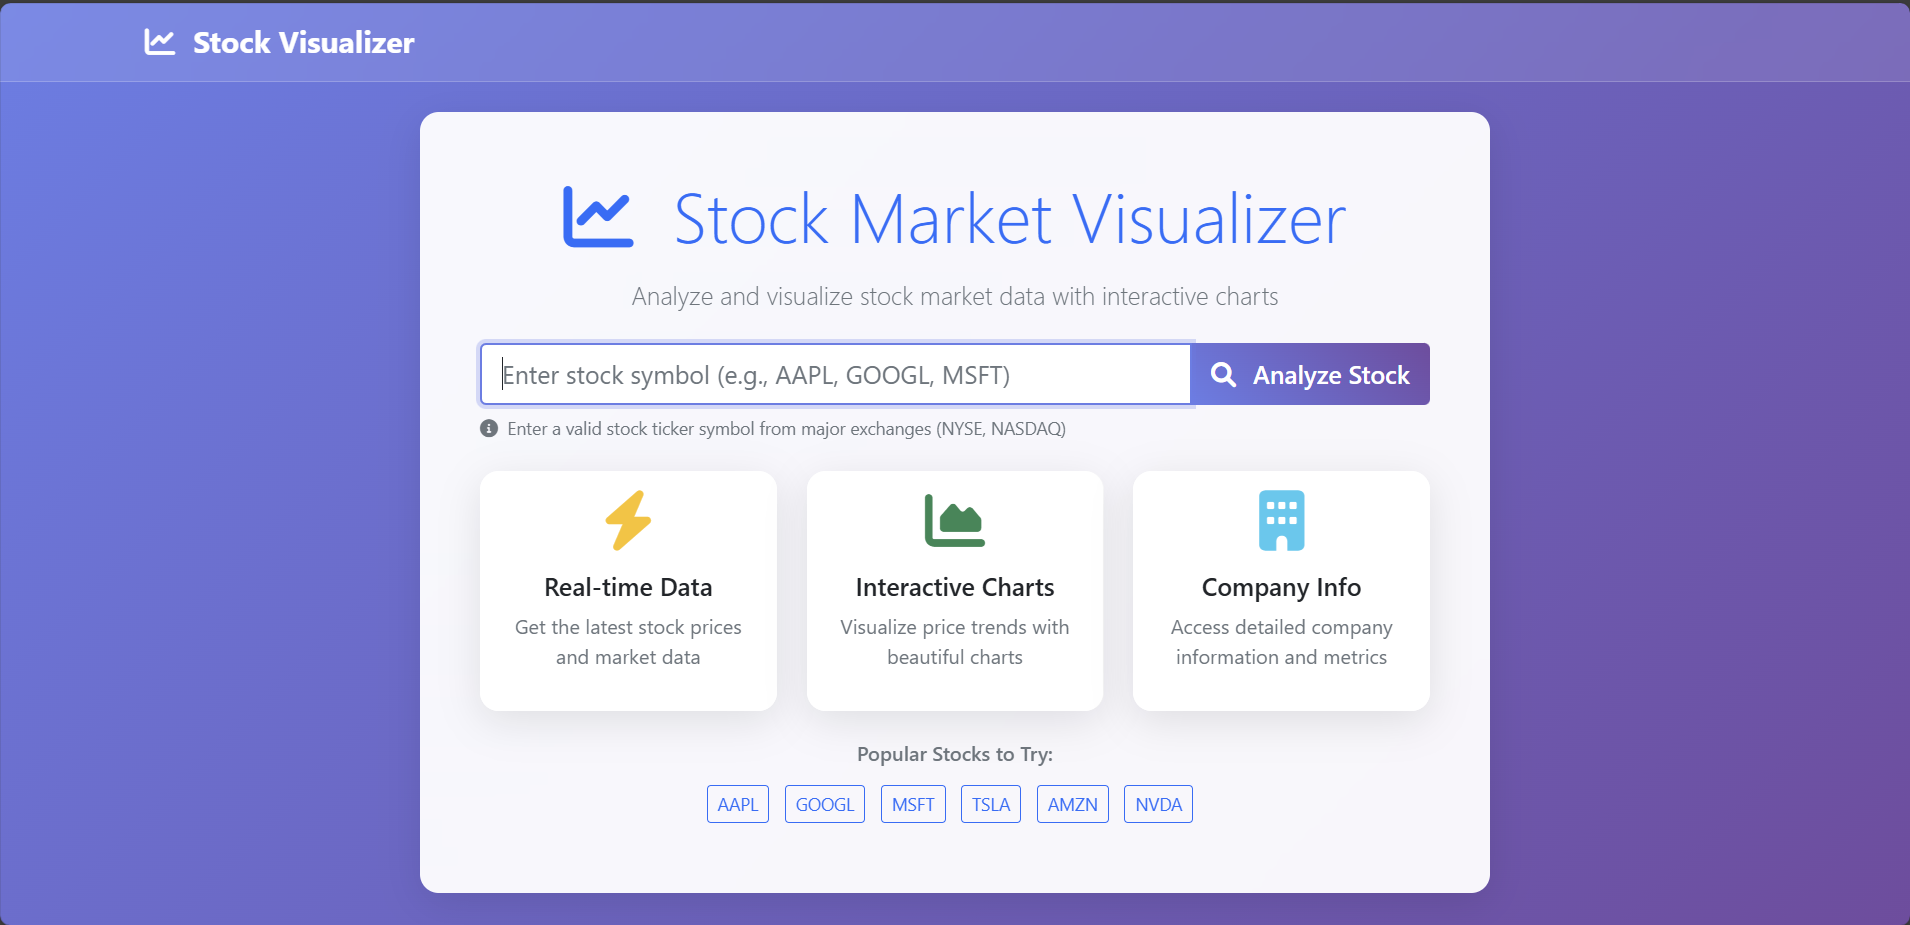 Stock Visualizer
Stock Market Visualizer
Analyze and visualize stock market data with interactive charts
Enter stock symbol (e.g., AAPL, GOOGL, MSFT)
Analyze Stock
Enter a valid stock ticker symbol from major exchanges (NYSE, NASDAQ)
Real-time Data
Get the latest stock prices
and market data
Interactive Charts
Visualize price trends with
beautiful charts
Company Info
Access detailed company
information and metrics
Popular Stocks to Try:
AAPL GOOGL MSFT TSLA AMZN NVDA